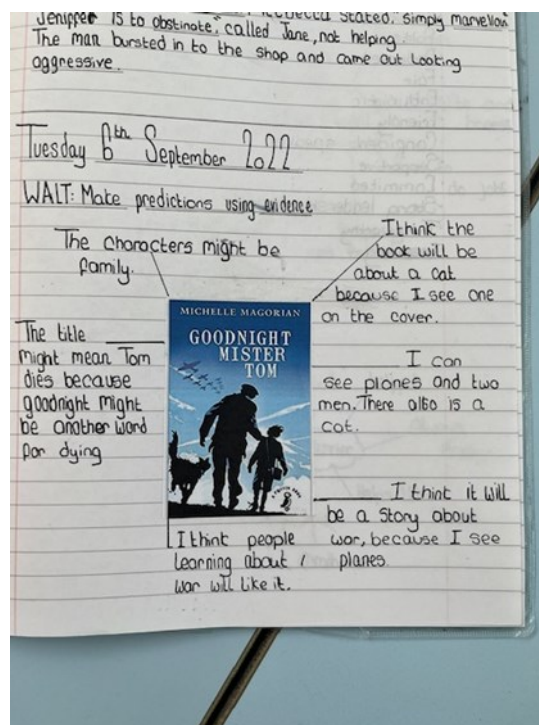 Jeniffer is to obstinate", called Jane, not helping
The man bursted in to the shop and came out looking
aggressive.
Tuesday 6th September 2022
WALT: Make predictions using evidence
The characters might be
family.
I think the
book will be
about a cat
because I see one
on the cover.
The title
might mean Tom
dies because
goodnight might
be another word
for dying
MICHELLE MAGORIAN
GOODNIGHT
MISTER
TOM
I can
see planes and two
men. There also is a
cat.
I think it will
be a story about
war, because I see
planes.
I think people
learning about
war will like it.